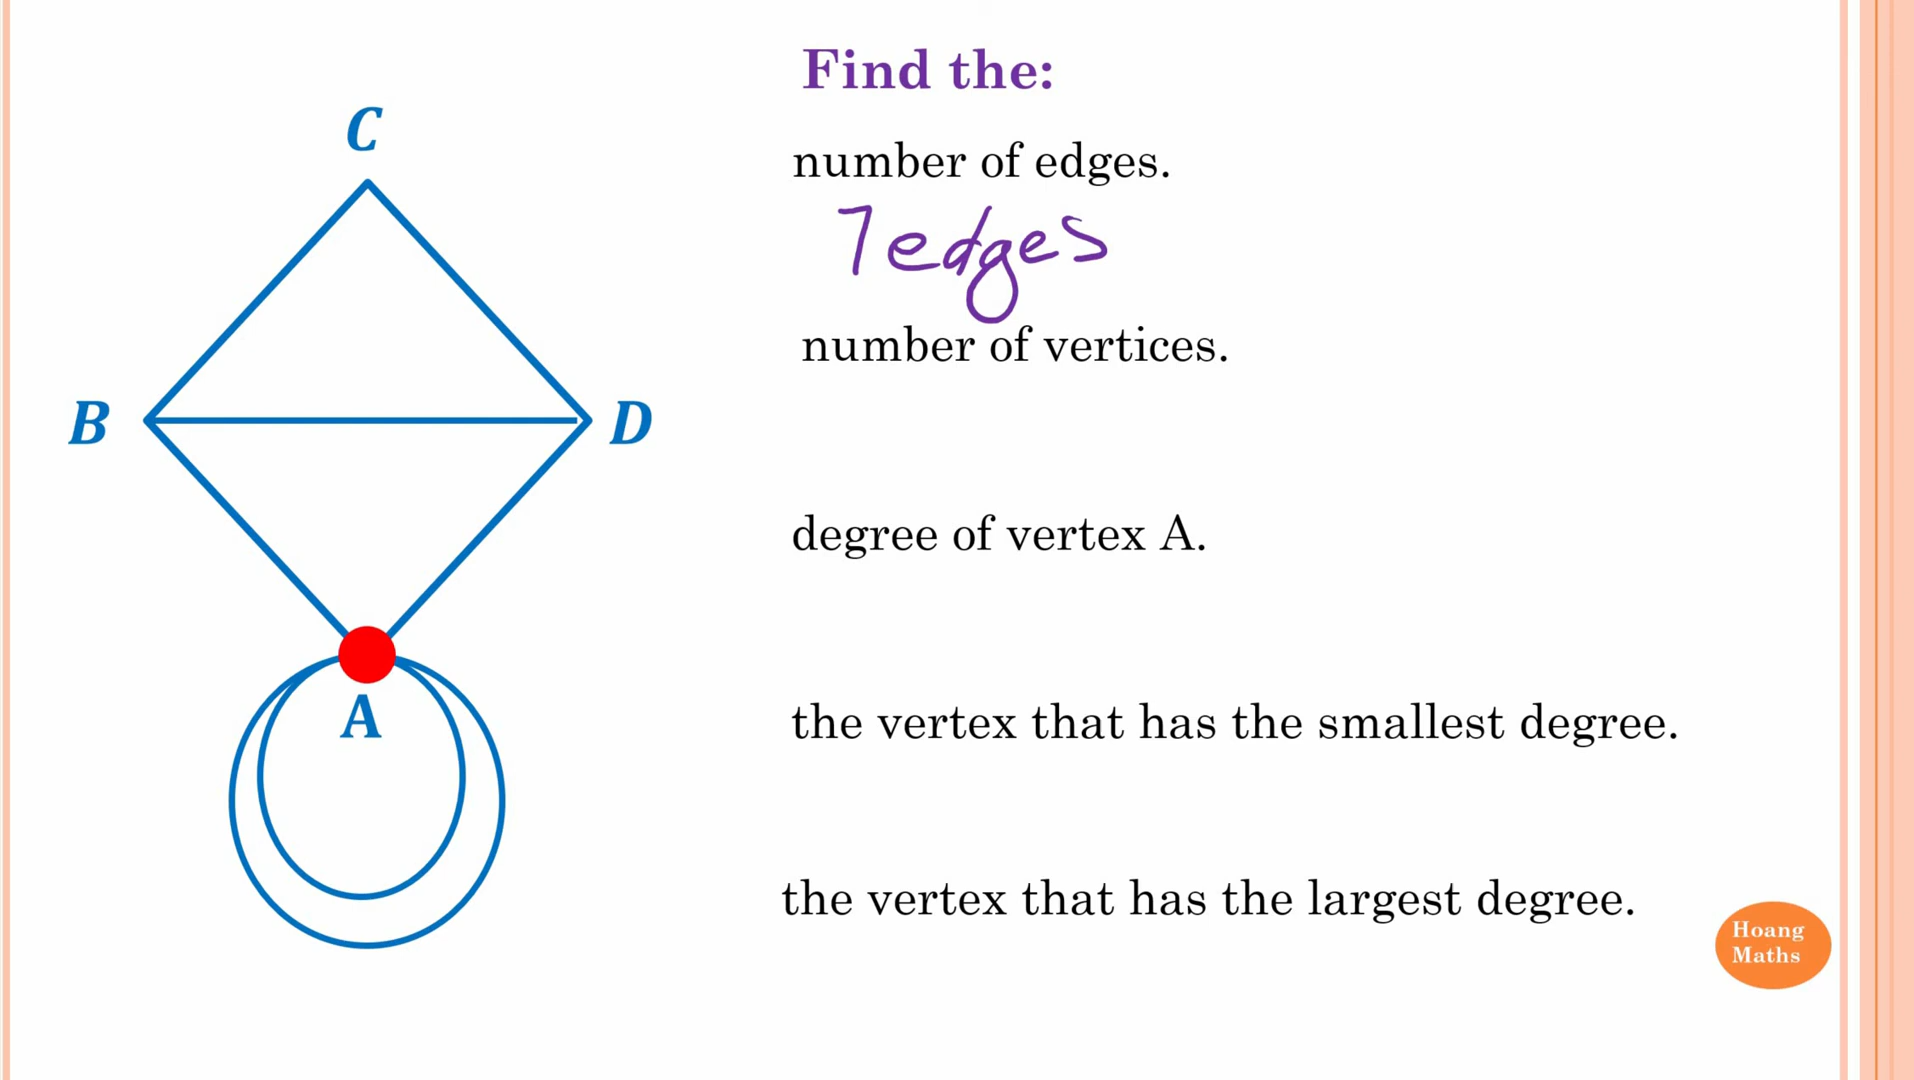 Find the:
C
number of edges.
7 edges
number of vertices.
B
D
degree of vertex A.
A
the vertex that has the smallest degree.
the vertex that has the largest degree.
Hoang
Maths